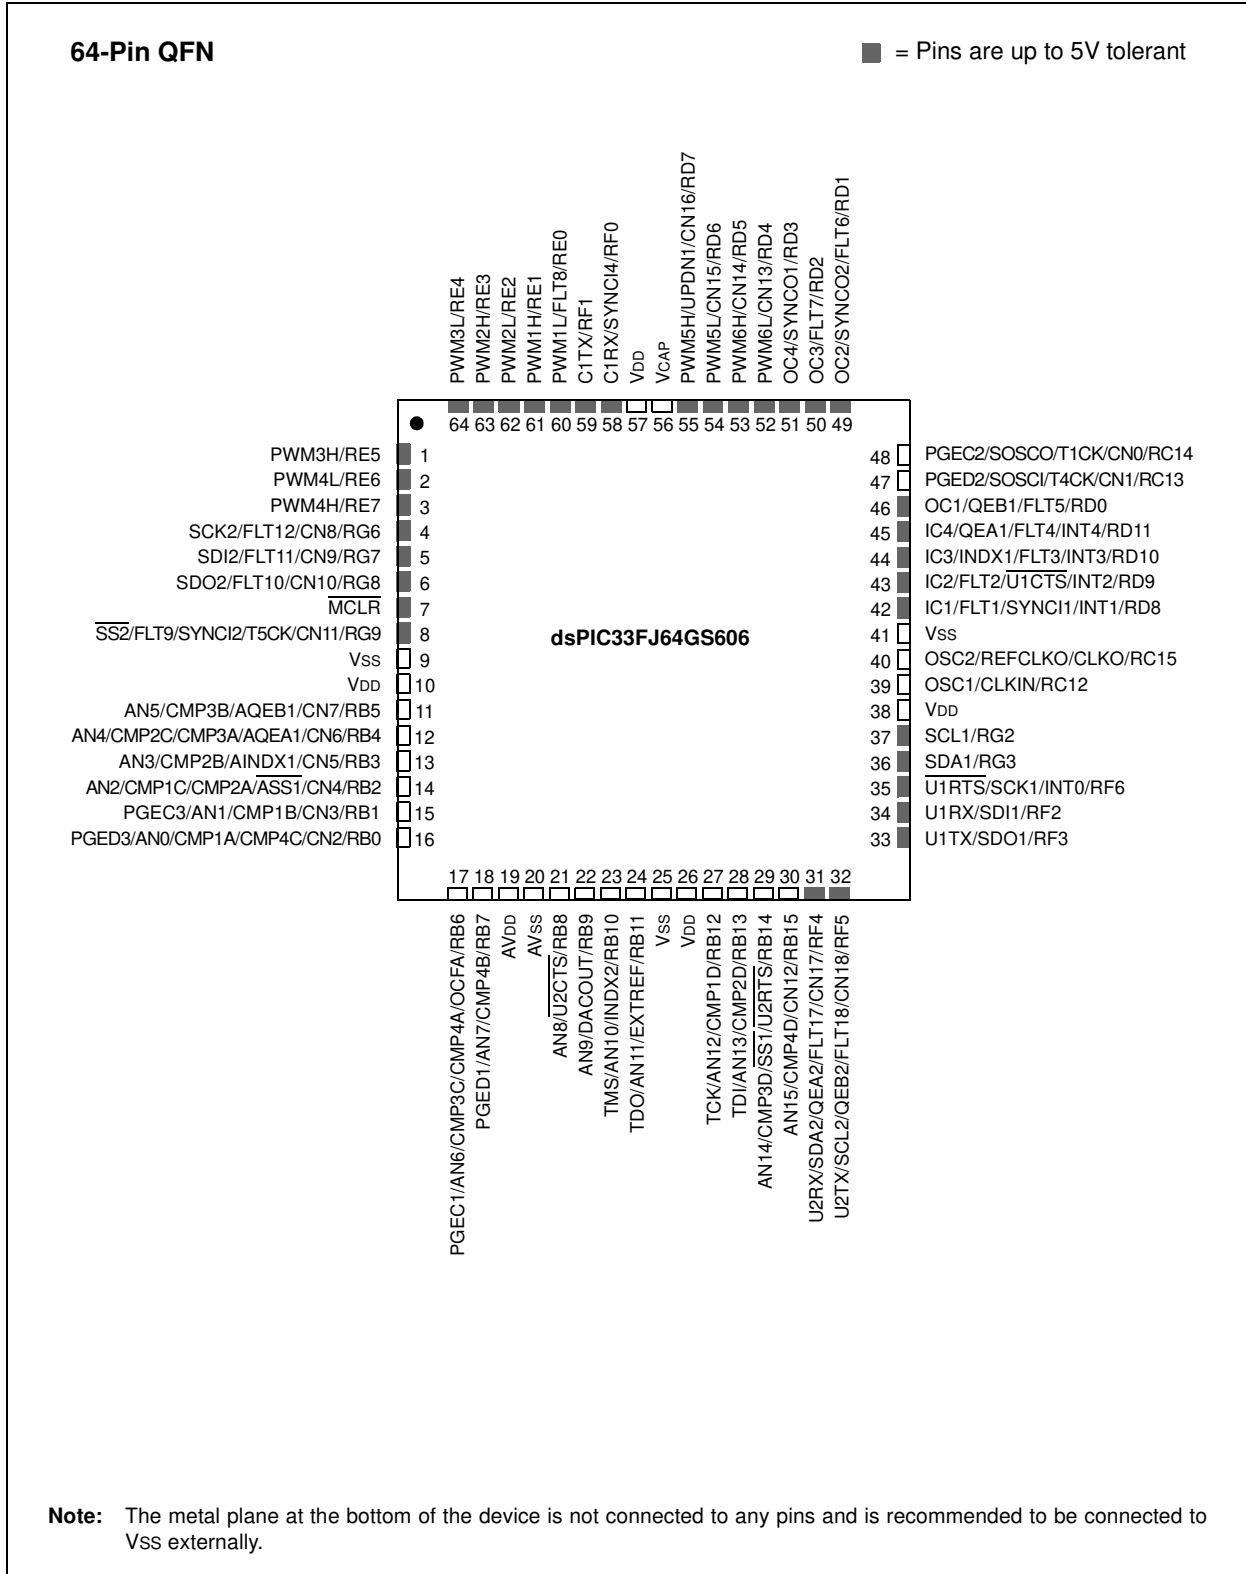 64-Pin QFN
= Pins are up to 5V tolerant
PWM3L/RE4
PWM2H/RE3
PWM2L/RE2
PWM1H/RE1
PWM1L/FLT8/RE0
C1TX/RF1
C1RX/SYNCI4/RF0
VDD
VCAP
PWM5H/UPDN1/CN16/RD7
PWM5L/CN15/RD6
PWM6H/CN14/RD5
PWM6L/CN13/RD4
OC4/SYNCO1/RD3
OC3/FLT7/RD2
OC2/SYNCO2/FLT6/RD1
64 63 62 61 60 59 58 57 56 55 54 53 52 51 50 49
PWM3H/RE5 1
PWM4L/RE6 2
PWM4H/RE7 3
SCK2/FLT12/CN8/RG6 4
SDI2/FLT11/CN9/RG7 5
SDO2/FLT10/CN10/RG8 6
MCLR 7
SS2/FLT9/SYNCI2/T5CK/CN11/RG9 8
VSS 9
VDD 10
AN5/CMP3B/AQEB1/CN7/RB5 11
AN4/CMP2C/CMP3A/AQEA1/CN6/RB4 12
AN3/CMP2B/AINDX1/CN5/RB3 13
AN2/CMP1C/CMP2A/ASS1/CN4/RB2 14
PGEC3/AN1/CMP1B/CN3/RB1 15
PGED3/AN0/CMP1A/CMP4C/CN2/RB0 16
dsPIC33FJ64GS606
48 PGEC2/SOSCO/T1CK/CN0/RC14
47 PGED2/SOSCI/T4CK/CN1/RC13
46 OC1/QEB1/FLT5/RD0
45 IC4/QEA1/FLT4/INT4/RD11
44 IC3/INDX1/FLT3/INT3/RD10
43 IC2/FLT2/U1CTS/INT2/RD9
42 IC1/FLT1/SYNCI1/INT1/RD8
41 VSS
40 OSC2/REFCLKO/CLKO/RC15
39 OSC1/CLKIN/RC12
38 VDD
37 SCL1/RG2
36 SDA1/RG3
35 U1RTS/SCK1/INT0/RF6
34 U1RX/SDI1/RF2
33 U1TX/SDO1/RF3
17 18 19 20 21 22 23 24 25 26 27 28 29 30 31 32
PGEC1/AN6/CMP3C/CMP4A/OCFA/RB6
PGED1/AN7/CMP4B/RB7
AVDD
AVSS
AN8/U2CTS/RB8
AN9/DACOUT/RB9
TMS/AN10/INDX2/RB10
TDO/AN11/EXTREF/RB11
VSS
VDD
TCK/AN12/CMP1D/RB12
TDI/AN13/CMP2D/RB13
AN14/CMP3D/SS1/U2RTS/RB14
AN15/CMP4D/CN12/RB15
U2RX/SDA2/QEA2/FLT17/CN17/RF4
U2TX/SCL2/QEB2/FLT18/CN18/RF5
Note: The metal plane at the bottom of the device is not connected to any pins and is recommended to be connected to
VSS externally.